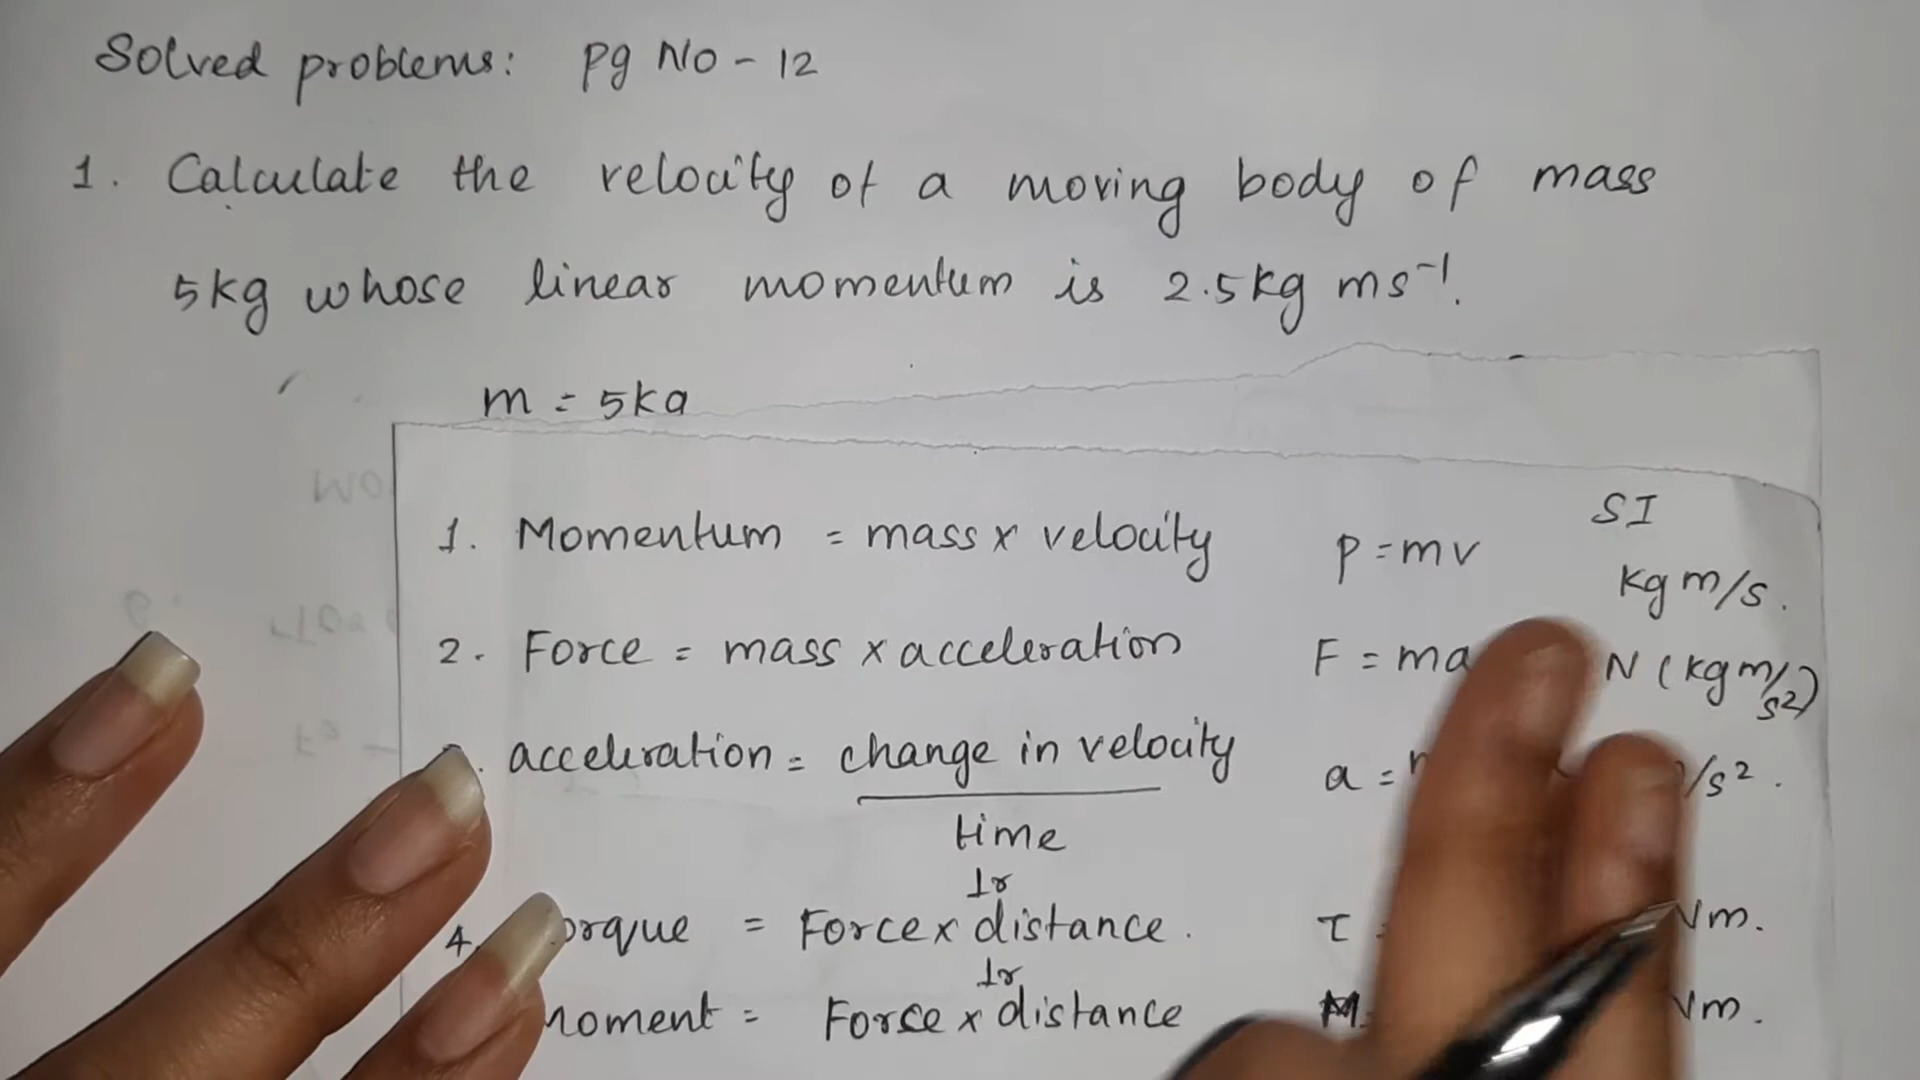 Solved problems: pg No - 12
1. Calculate the velocity of a moving body of mass
5kg whose linear momentum is 2.5kg ms⁻¹.
m = 5kg
SI
1. Momentum = mass x velocity p = mv kg m/s.
2. Force = mass x acceleration F = ma N (kg m/s²)
acceleration = change in velocity a = /s².
time
⊥r
4. orque = Force x distance. τ Nm.
⊥r
moment = Force x distance M Nm.